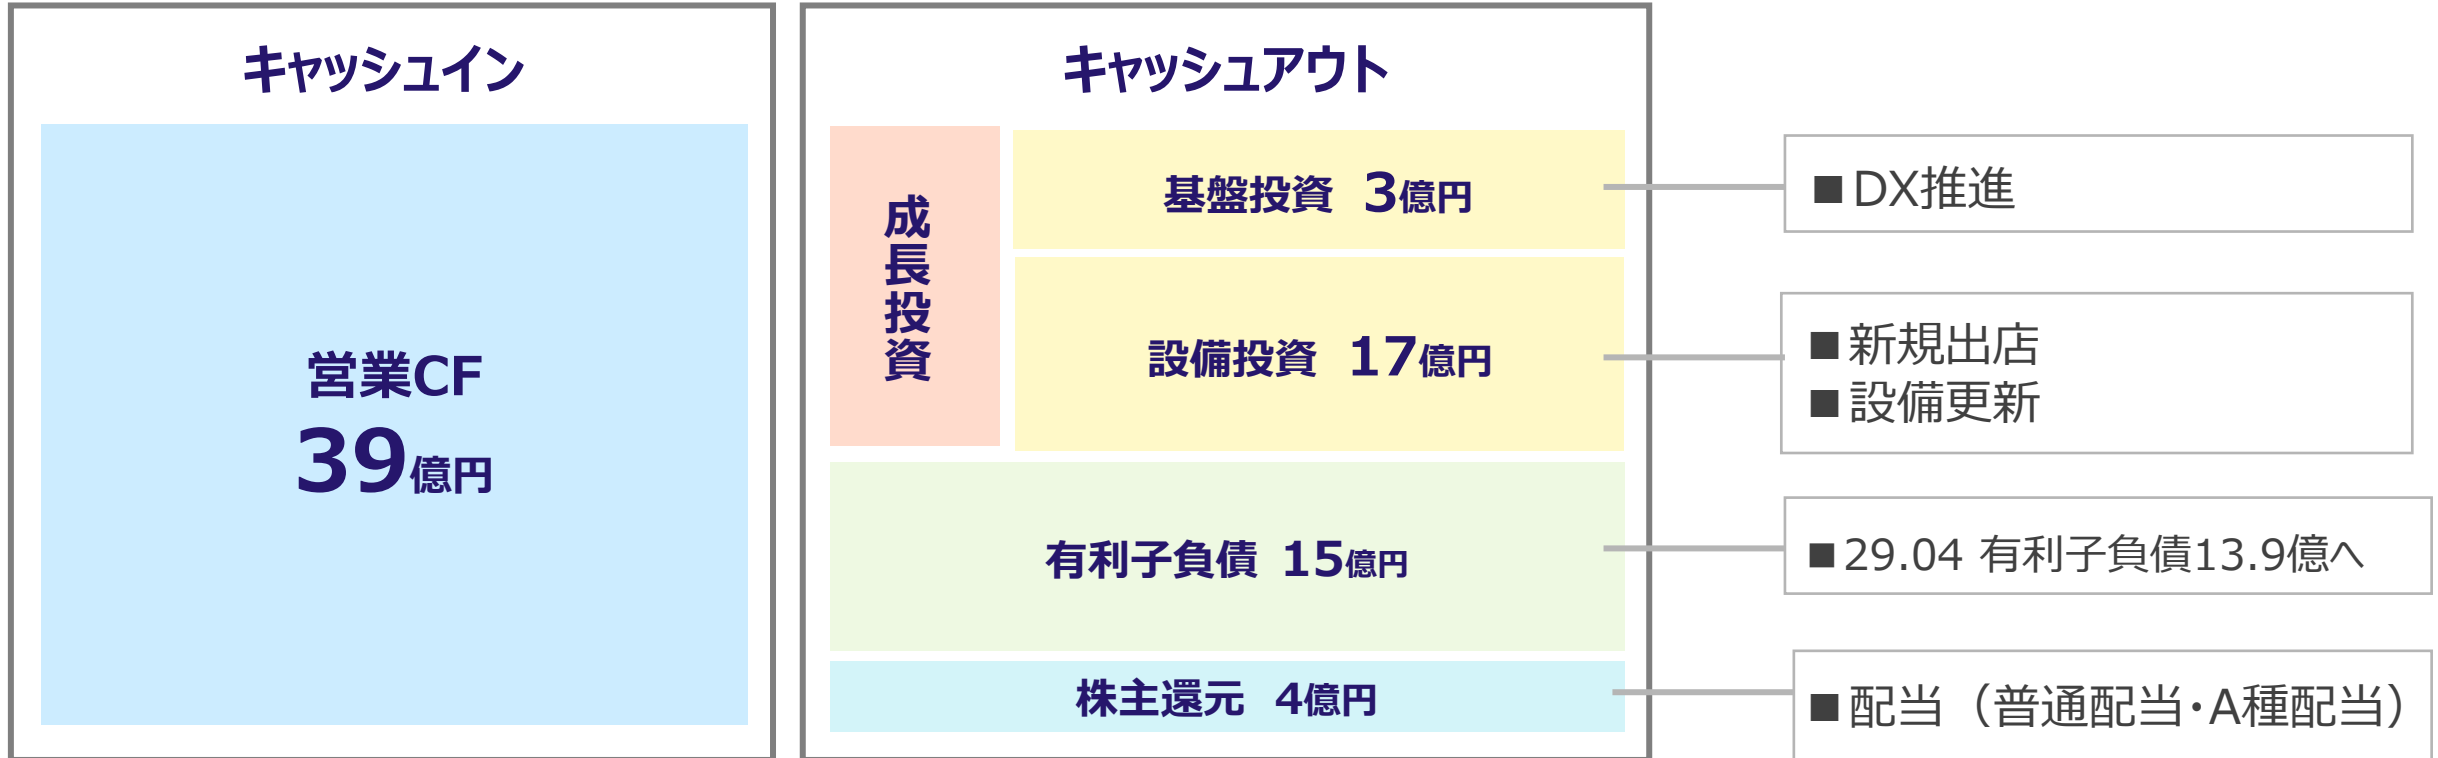 キャッシュイン
営業CF
39億円
キャッシュアウト
成長投資
基盤投資 3億円
設備投資 17億円
有利子負債 15億円
株主還元 4億円
■DX推進
■新規出店
■設備更新
■29.04 有利子負債13.9億へ
■配当（普通配当・A種配当）